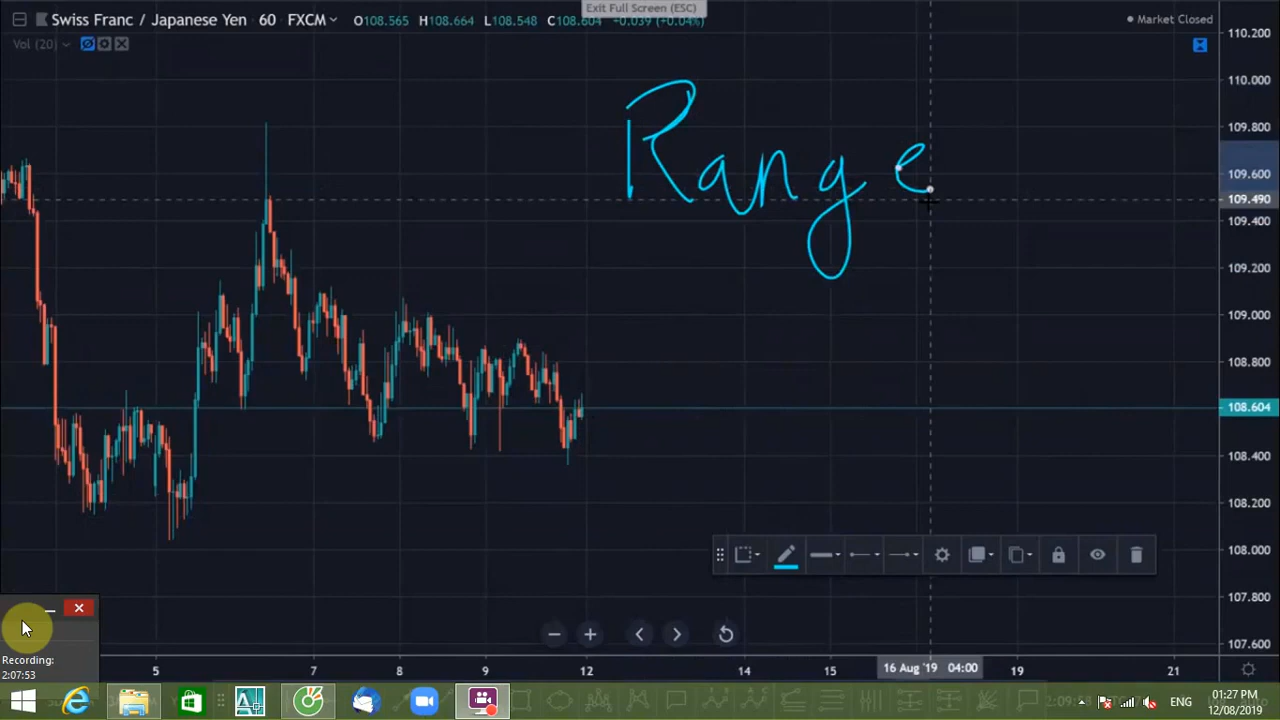 Exit Full Screen (ESC)
Swiss Franc / Japanese Yen 60 FXCM O108.565 H108.664 L108.548 C108.604 +0.039 (+0.04%)
Market Closed
Vol (20)
Range
110.200
110.000
109.800
109.600
109.490
109.400
109.200
109.000
108.800
108.604
108.400
108.200
108.000
107.800
107.600
Recording:
2:07:53
5 7 9 12 14 15 16 Aug '19 04:00 19 21
ENG
01:27 PM
12/08/2019